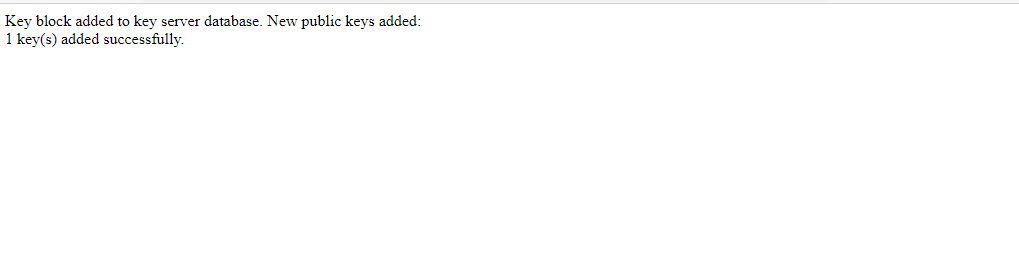 Key block added to key server database. New public keys added:
1 key(s) added successfully.